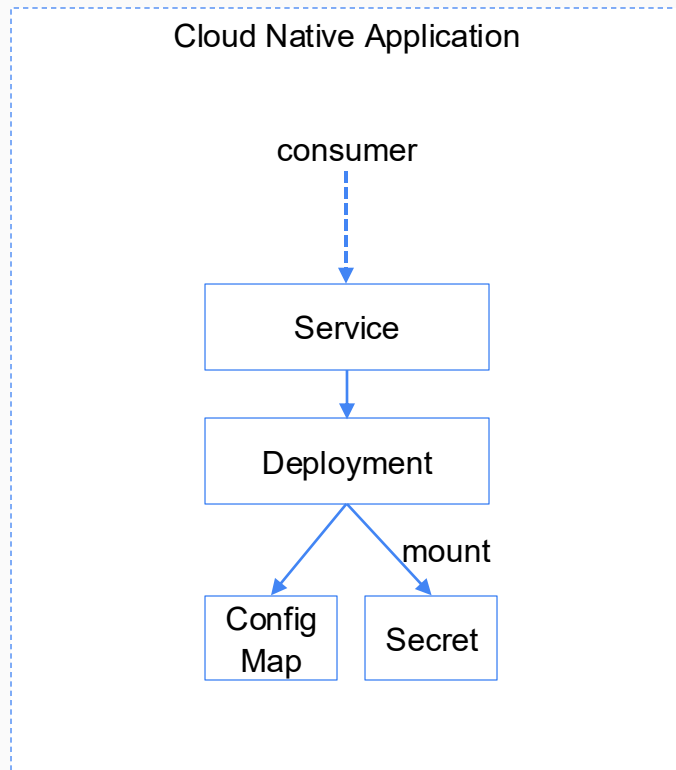 Cloud Native Application
consumer
Service
Deployment
mount
Config
Map
Secret